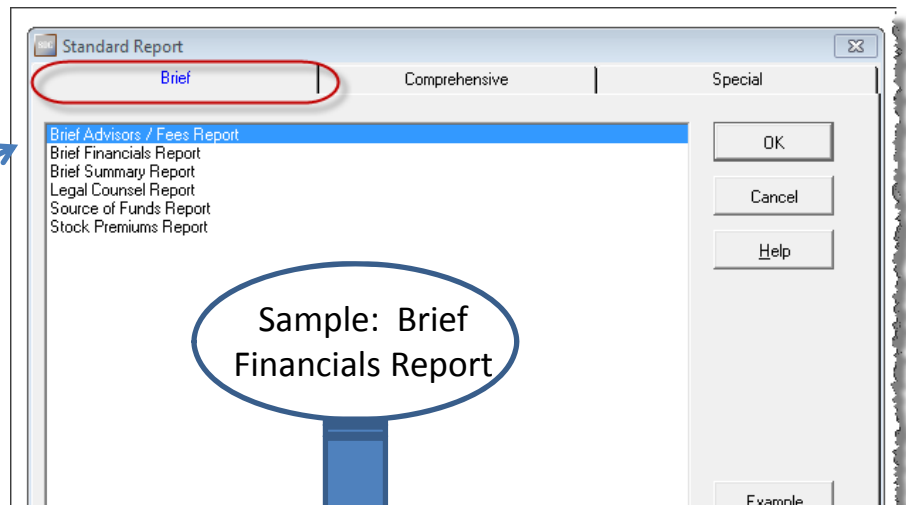 Standard Report
Brief
Comprehensive
Special
Brief Advisors / Fees Report
Brief Financials Report
Brief Summary Report
Legal Counsel Report
Source of Funds Report
Stock Premiums Report
OK
Cancel
Help
Sample: Brief
Financials Report
Example